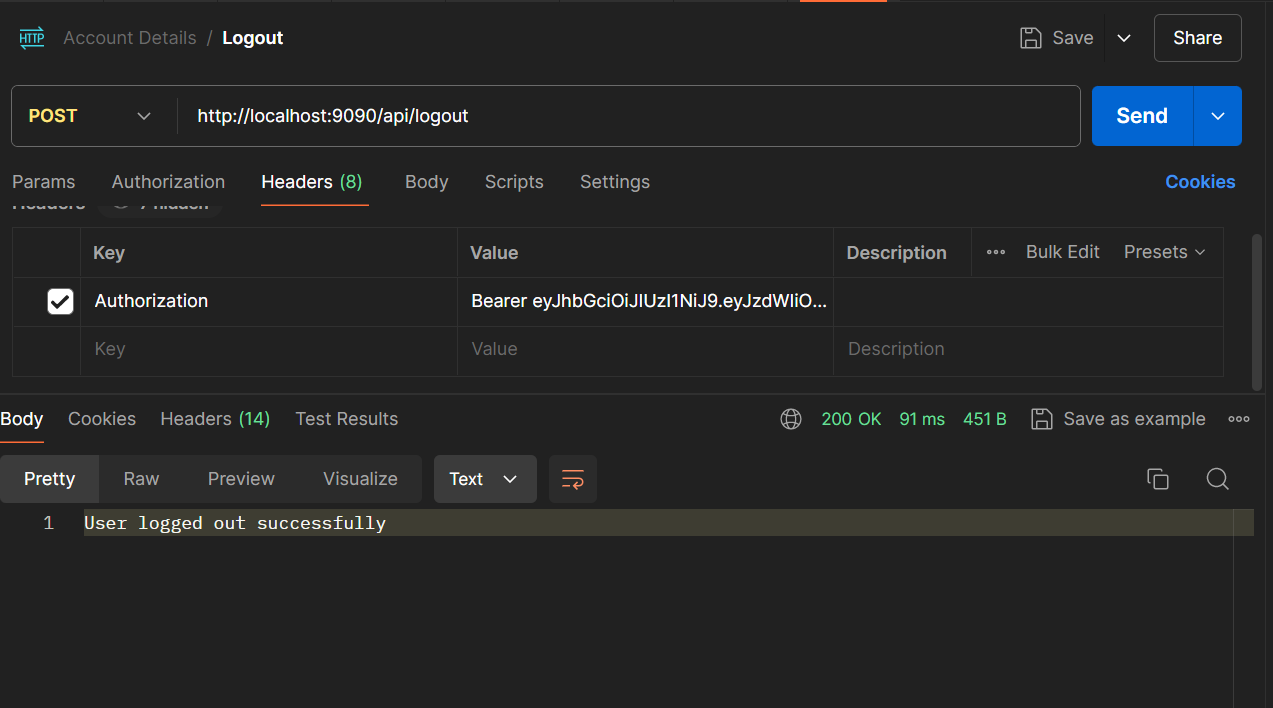 HTTP Account Details / Logout Save Share
POST http://localhost:9090/api/logout Send
Params Authorization Headers (8) Body Scripts Settings Cookies
Headers 7 hidden
Key Value Description Bulk Edit Presets
Authorization Bearer eyJhbGciOiJIUzI1NiJ9.eyJzdWIiO...
Key Value Description
Body Cookies Headers (14) Test Results 200 OK 91 ms 451 B Save as example
Pretty Raw Preview Visualize Text
1 User logged out successfully